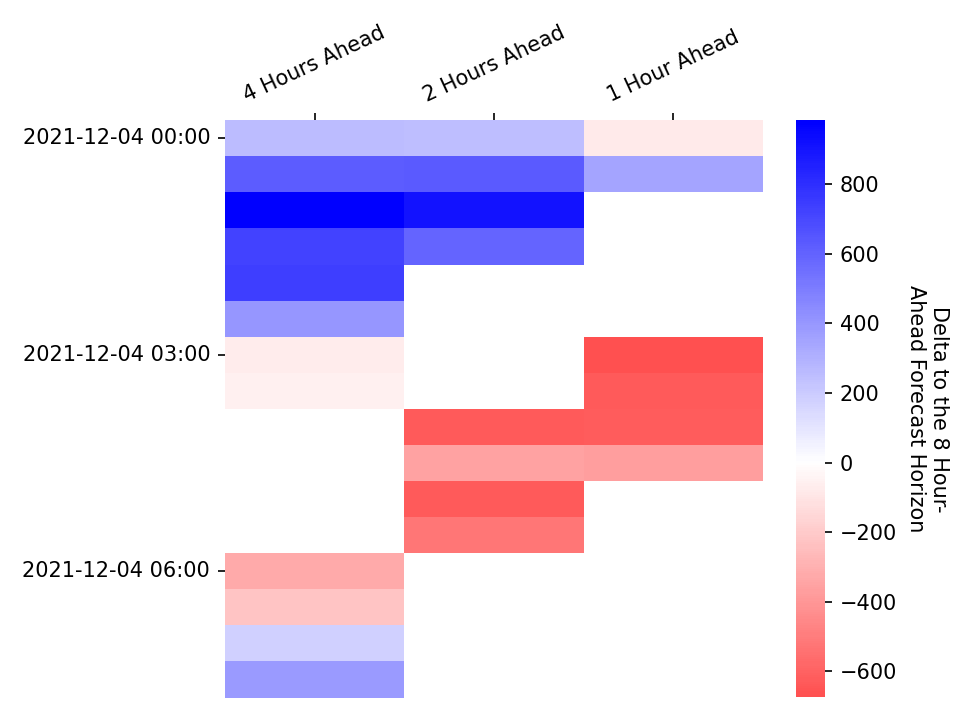 4 Hours Ahead
2 Hours Ahead
1 Hour Ahead
2021-12-04 00:00
2021-12-04 03:00
2021-12-04 06:00
800
600
400
200
0
−200
−400
−600
Delta to the 8 Hour-
Ahead Forecast Horizon